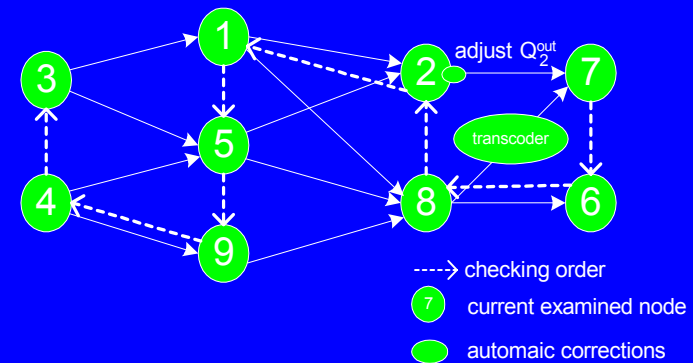 1
3
2
adjust Q₂ᵒᵘᵗ
7
5
transcoder
4
8
6
9
checking order
7 current examined node
automaic corrections